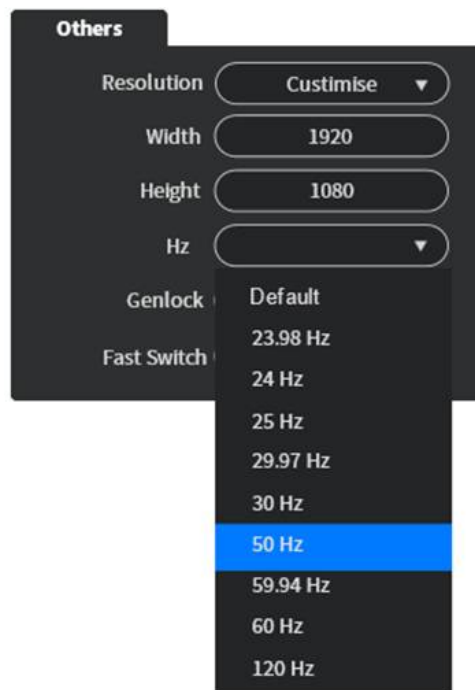 Others
Resolution Custimise
Width 1920
Height 1080
Hz
Genlock
Fast Switch
Default
23.98 Hz
24 Hz
25 Hz
29.97 Hz
30 Hz
50 Hz
59.94 Hz
60 Hz
120 Hz